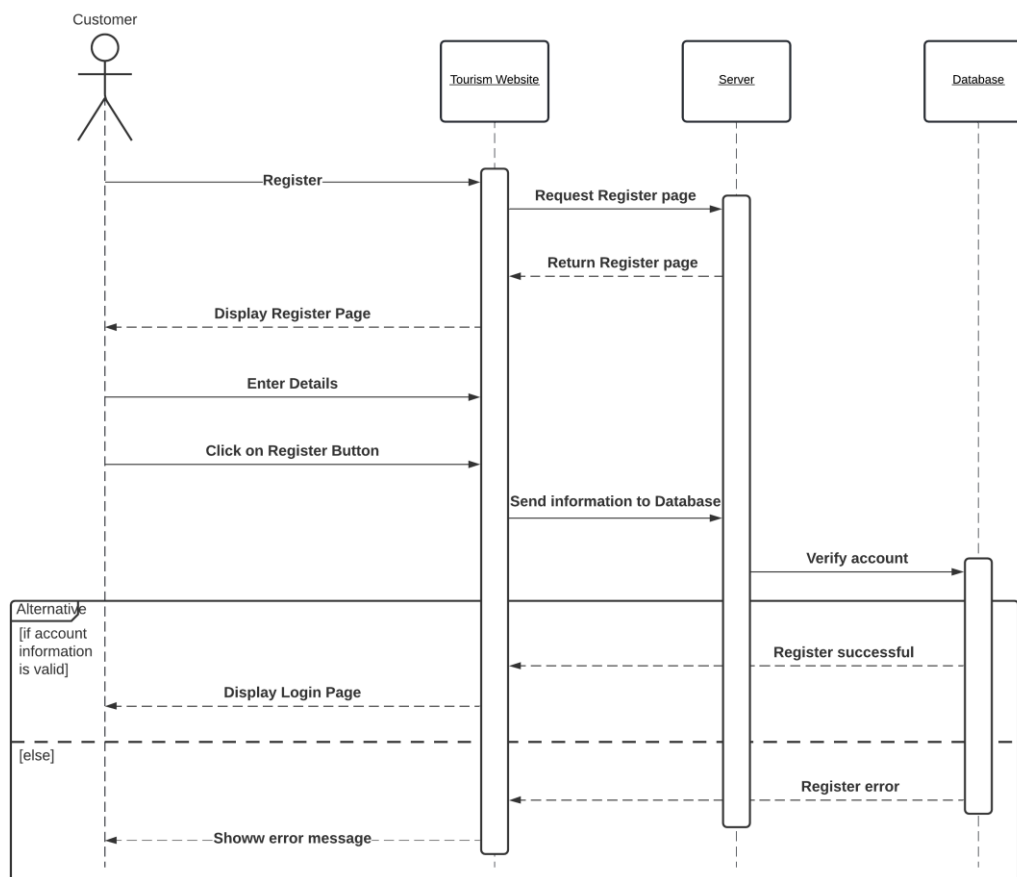 Customer
Tourism Website
Server
Database
Register
Request Register page
Return Register page
Display Register Page
Enter Details
Click on Register Button
Send information to Database
Verify account
Alternative
[if account
information
is valid]
Register successful
Display Login Page
[else]
Register error
Showw error message